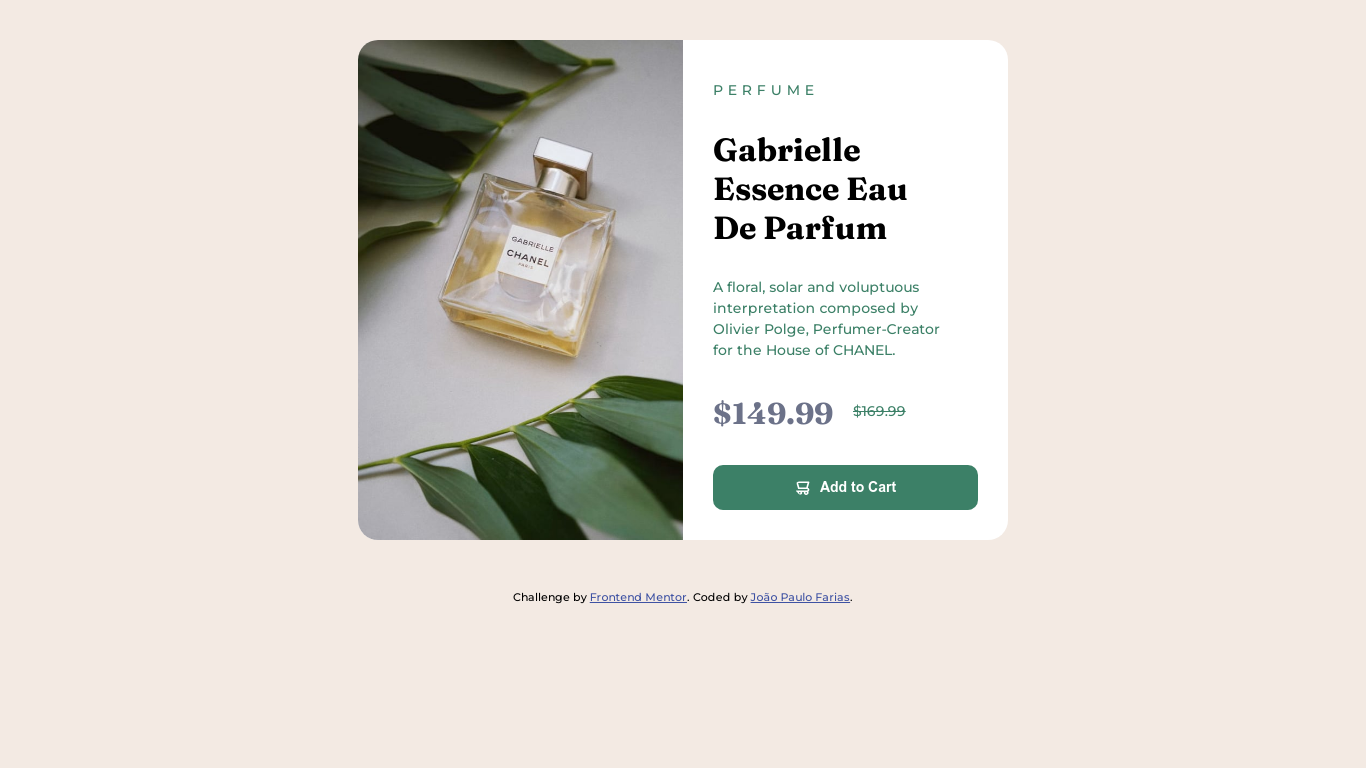 GABRIELLE
CHANEL
PARIS
PERFUME
Gabrielle
Essence Eau
De Parfum
A floral, solar and voluptuous
interpretation composed by
Olivier Polge, Perfumer-Creator
for the House of CHANEL.
$149.99 $169.99
Add to Cart
Challenge by Frontend Mentor. Coded by João Paulo Farias.